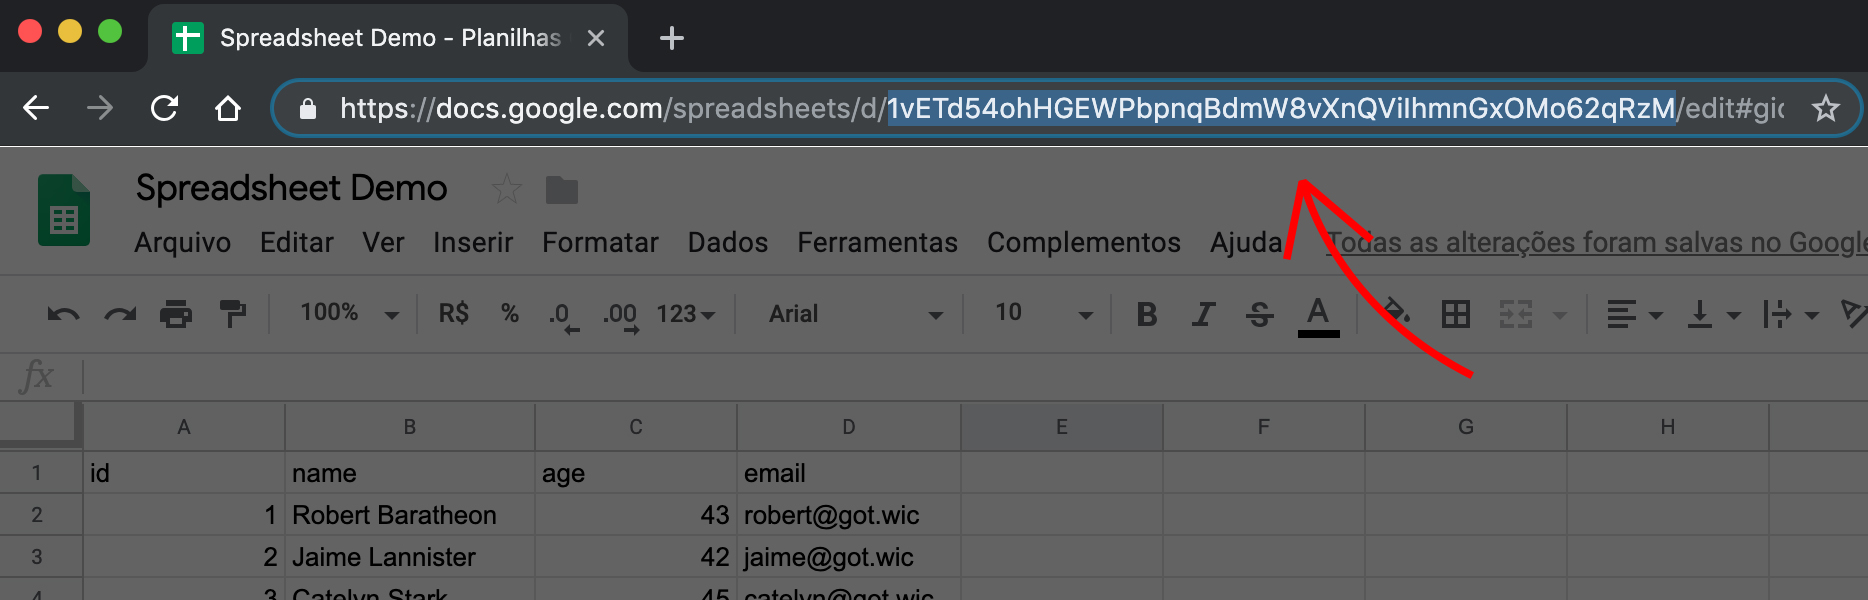 Spreadsheet Demo - Planilhas
https://docs.google.com/spreadsheets/d/1vETd54ohHGEWPbpnqBdmW8vXnQViIhmnGxOMo62qRzM/edit#gid
Spreadsheet Demo
Arquivo Editar Ver Inserir Formatar Dados Ferramentas Complementos Ajuda Todas as alterações foram salvas no Google
100% R$ % .0 .00 123 Arial 10 B I S A
fx
A B C D E F G H
1 id name age email
2 1 Robert Baratheon 43 robert@got.wic
3 2 Jaime Lannister 42 jaime@got.wic
4 3 Catelyn Stark 45 catelyn@got.wic